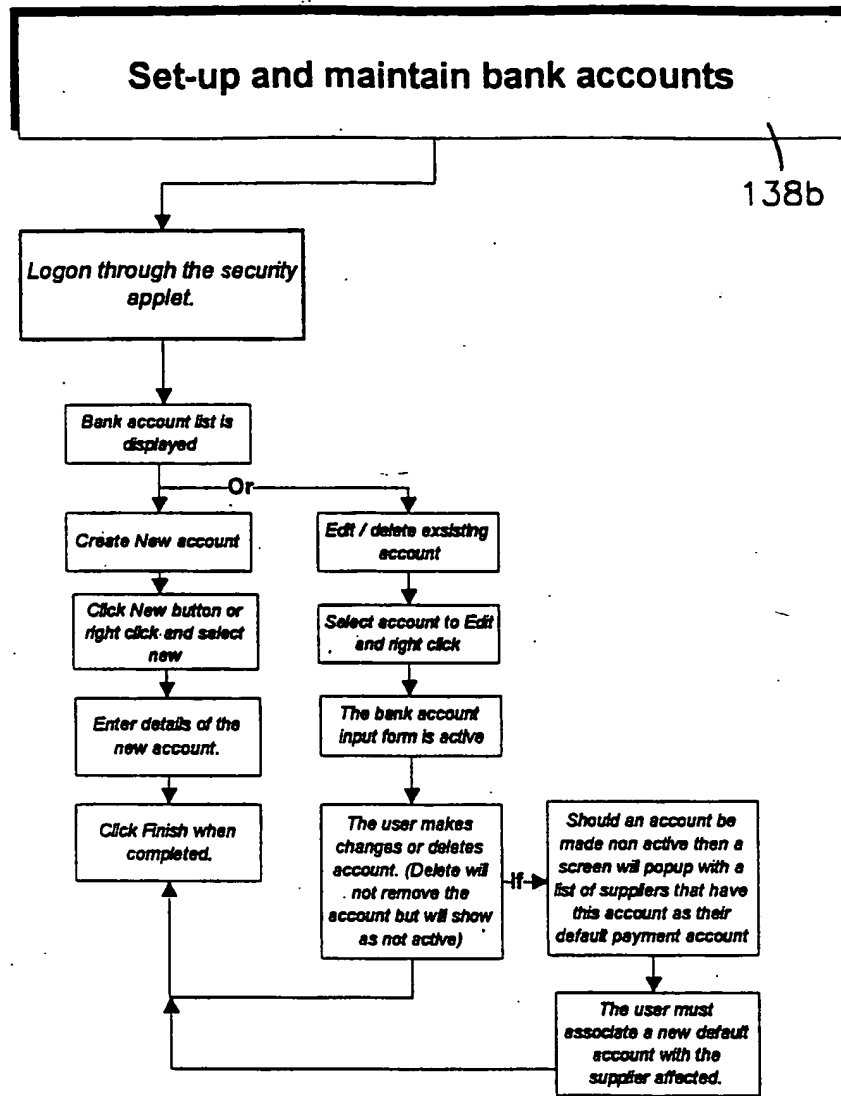 Set-up and maintain bank accounts
138b
Logon through the security
applet.
Bank account list is
displayed
Or
Create New account
Edit / delete exsisting
account
Click New button or
right click and select
new
Select account to Edit
and right click
Enter details of the
new account.
The bank account
input form is active
Click Finish when
completed.
The user makes
changes or deletes
account. (Delete will
not remove the
account but will show
as not active)
If
Should an account be
made non active then a
screen will popup with a
list of suppliers that have
this account as their
default payment account
The user must
associate a new default
account with the
supplier affected.